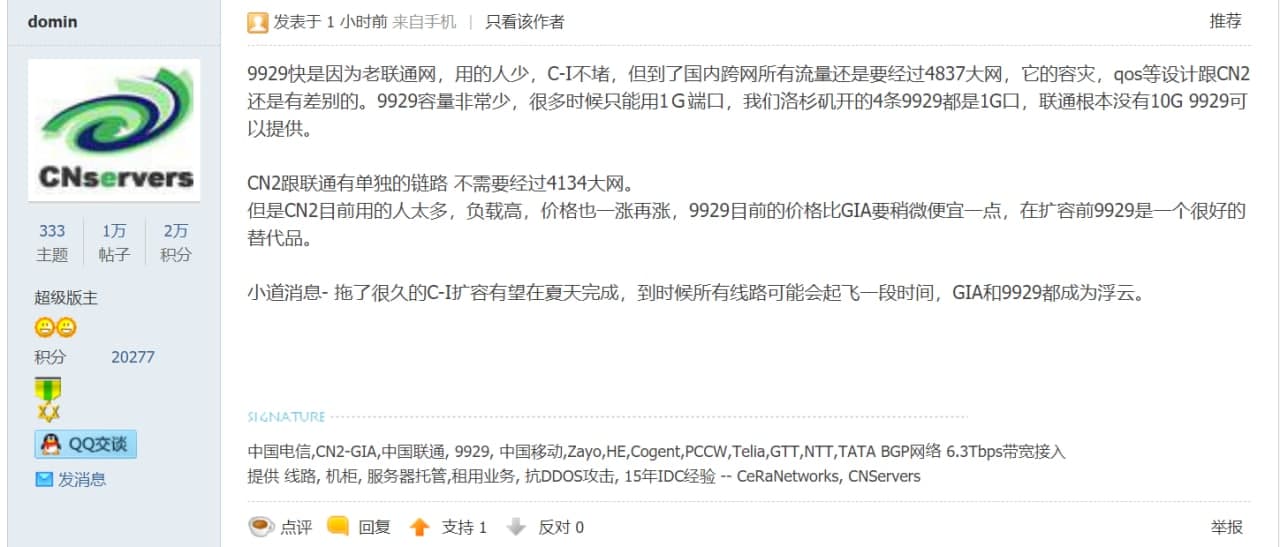 domin
发表于 1 小时前 来自手机 | 只看该作者
推荐
CNservers
333
1万
2万
主题
帖子
积分
超级版主
积分 20277
QQ交谈
发消息
9929快是因为老联通网，用的人少，C-I不堵，但到了国内跨网所有流量还是要经过4837大网，它的容灾，qos等设计跟CN2
还是有差别的。9929容量非常少，很多时候只能用1G端口，我们洛杉矶开的4条9929都是1G口，联通根本没有10G 9929可
以提供。
CN2跟联通有单独的链路 不需要经过4134大网。
但是CN2目前用的人太多，负载高，价格也一涨再涨，9929目前的价格比GIA要稍微便宜一点，在扩容前9929是一个很好的
替代品。
小道消息- 拖了很久的C-I扩容有望在夏天完成，到时候所有线路可能会起飞一段时间，GIA和9929都成为浮云。
SIGNATURE
中国电信,CN2-GIA,中国联通, 9929, 中国移动,Zayo,HE,Cogent,PCCW,Telia,GTT,NTT,TATA BGP网络 6.3Tbps带宽接入
提供 线路, 机柜, 服务器托管,租用业务, 抗DDOS攻击, 15年IDC经验 -- CeRaNetworks, CNServers
点评 回复 支持 1 反对 0
举报